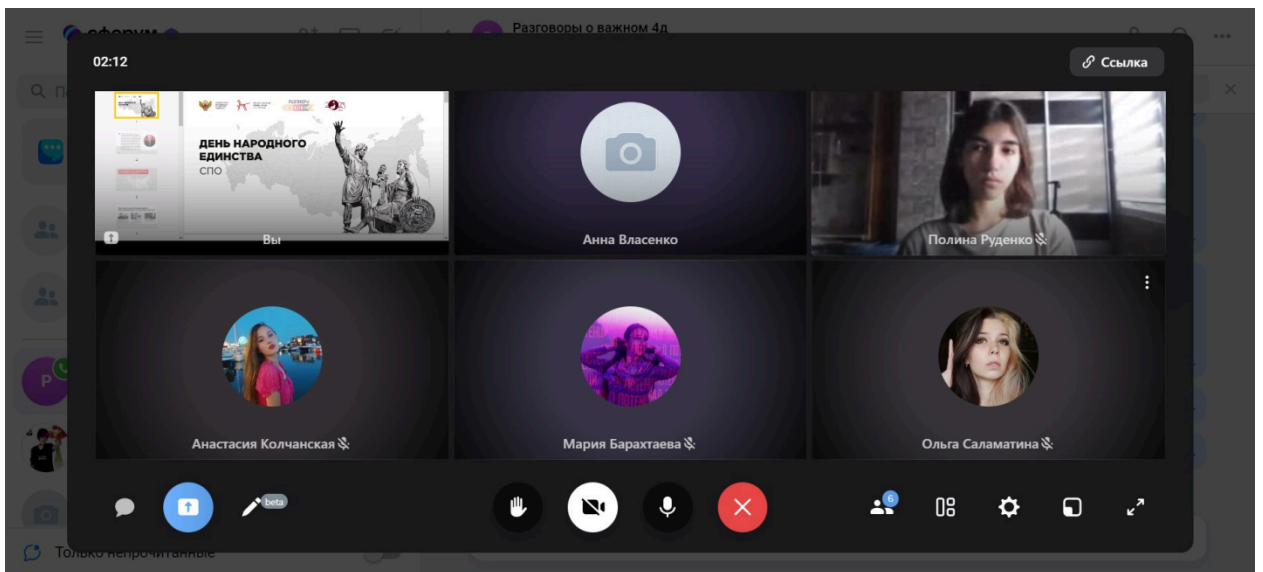 сферум
Разговоры о важном 4д
02:12
Ссылка
ДЕНЬ НАРОДНОГО
ЕДИНСТВА
СПО
Вы
Анна Власенко
Полина Руденко
Анастасия Колчанская
Мария Барахтаева
Ольга Саламатина
P
beta
6
Только непрочитанные